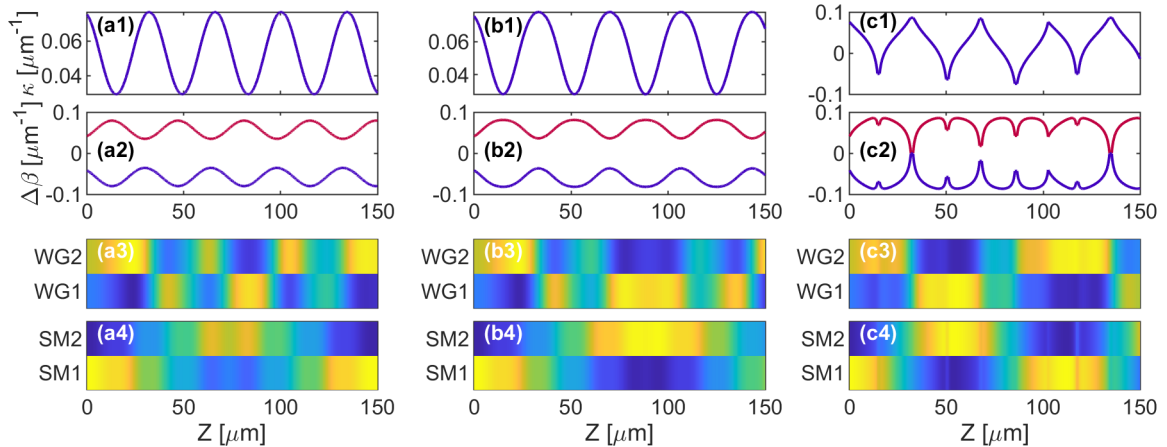 (a1)
(b1)
(c1)
κ [μm⁻¹]
0.06
0.04
0.06
0.04
0.1
0
-0.1
(a2)
(b2)
(c2)
Δβ [μm⁻¹]
0.1
0
-0.1
0.1
0
-0.1
0.1
0
-0.1
0 50 100 150
0 50 100 150
0 50 100 150
(a3)
(b3)
(c3)
WG2
WG1
WG2
WG1
WG2
WG1
(a4)
(b4)
(c4)
SM2
SM1
SM2
SM1
SM2
SM1
0 50 100 150
0 50 100 150
0 50 100 150
Z [μm]
Z [μm]
Z [μm]